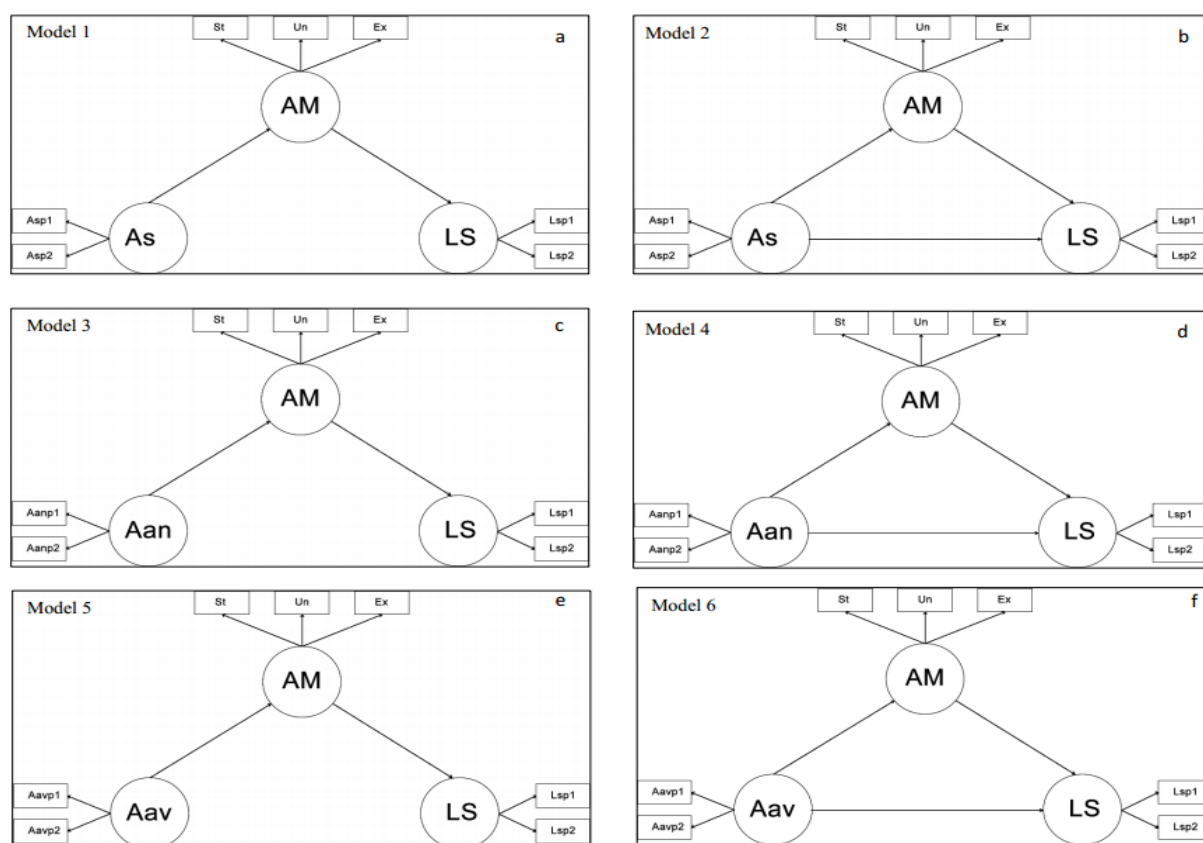 Model 1
a
St
Un
Ex
AM
Asp1
Asp2
As
LS
Lsp1
Lsp2
Model 2
b
St
Un
Ex
AM
Asp1
Asp2
As
LS
Lsp1
Lsp2
Model 3
c
St
Un
Ex
AM
Aanp1
Aanp2
Aan
LS
Lsp1
Lsp2
Model 4
d
St
Un
Ex
AM
Aanp1
Aanp2
Aan
LS
Lsp1
Lsp2
Model 5
e
St
Un
Ex
AM
Aavp1
Aavp2
Aav
LS
Lsp1
Lsp2
Model 6
f
St
Un
Ex
AM
Aavp1
Aavp2
Aav
LS
Lsp1
Lsp2